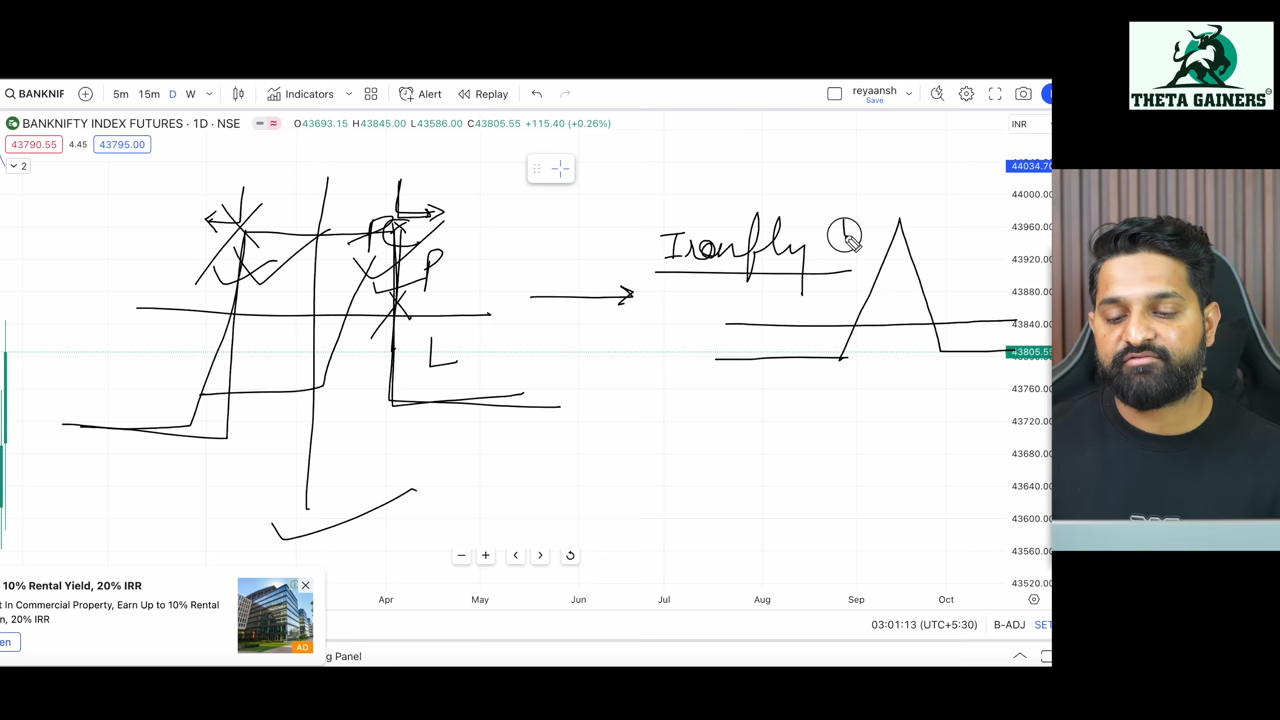 THETA GAINERS
BANKNIF 5m 15m D W Indicators Alert Replay reyaansh
Save
BANKNIFTY INDEX FUTURES · 1D · NSE O43693.15 H43845.00 L43586.00 C43805.55 +115.40 (+0.26%) INR
43790.55 4.45 43795.00
2
44034.70
44000.00
43960.00
43920.00
43880.00
43840.00
43805.55
43760.00
43720.00
43680.00
43640.00
43600.00
43560.00
43520.00
P
P
L
Ironfly
10% Rental Yield, 20% IRR
t In Commercial Property, Earn Up to 10% Rental
n, 20% IRR
en
AD
Apr May Jun Jul Aug Sep Oct
03:01:13 (UTC+5:30) B-ADJ SET
g Panel